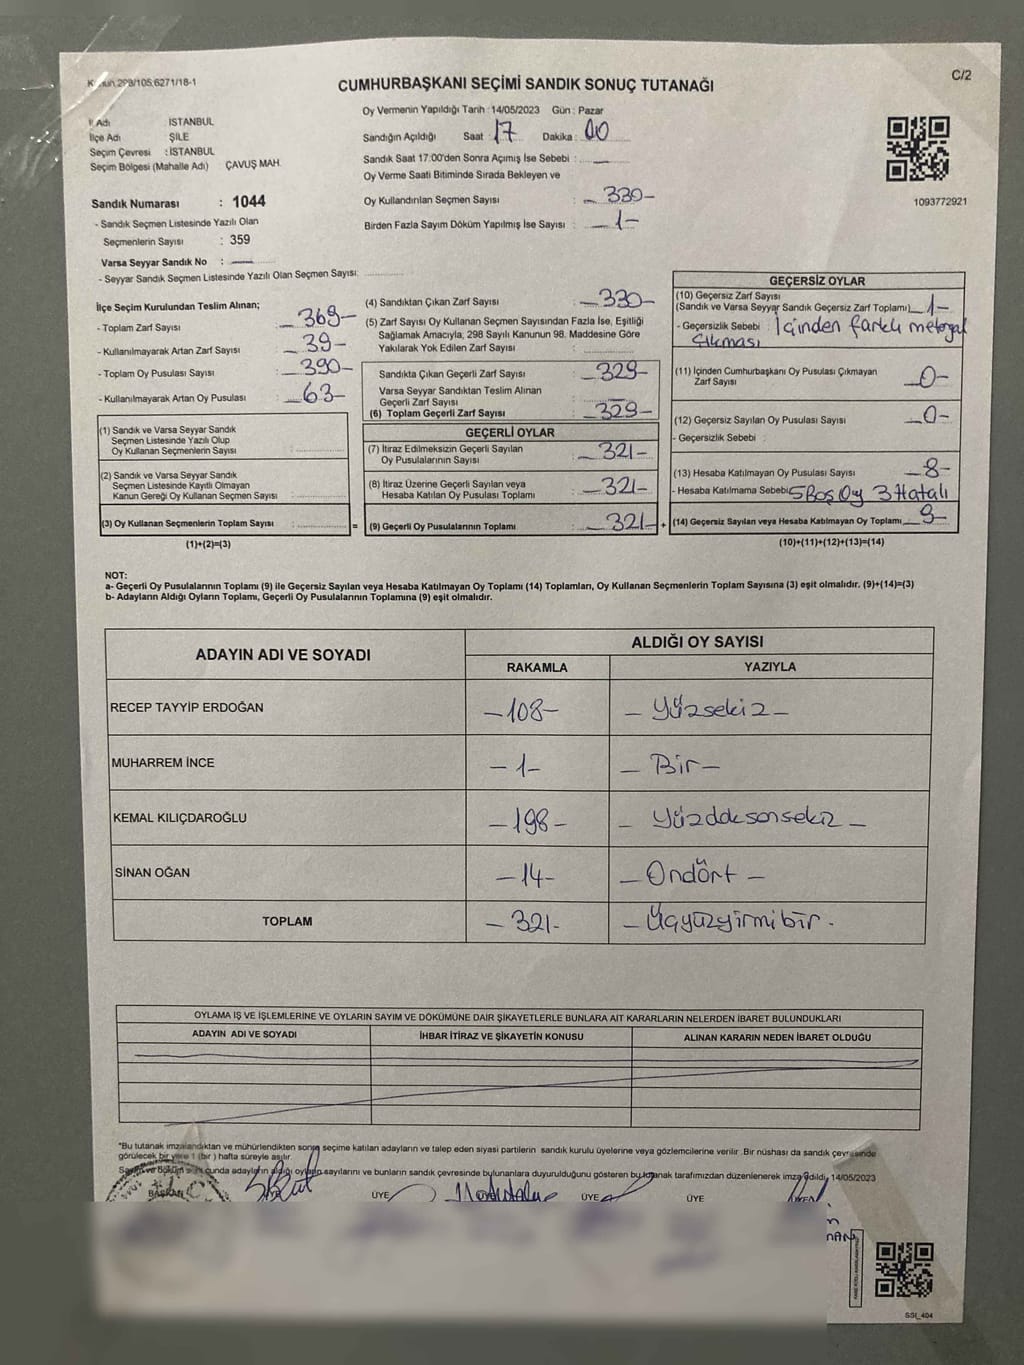 Kanun:298/105;6271/18-1
CUMHURBAŞKANI SEÇİMİ SANDIK SONUÇ TUTANAĞI
C/2
İl Adı İSTANBUL
İlçe Adı ŞİLE
Seçim Çevresi : İSTANBUL
Seçim Bölgesi (Mahalle Adı) ÇAVUŞ MAH.
Oy Vermenin Yapıldığı Tarih : 14/05/2023 Gün : Pazar
Sandığın Açıldığı Saat : 17 Dakika : 00
Sandık Saat 17:00'den Sonra Açımış İse Sebebi : —
Oy Verme Saati Bitiminde Sırada Bekleyen ve
Oy Kullandırılan Seçmen Sayısı : — 330 —
Birden Fazla Sayım Döküm Yapılmış İse Sayısı : — 1 —
1093772921
Sandık Numarası : 1044
- Sandık Seçmen Listesinde Yazılı Olan
Seçmenlerin Sayısı : 359
Varsa Seyyar Sandık No : —
- Seyyar Sandık Seçmen Listesinde Yazılı Olan Seçmen Sayısı:
İlçe Seçim Kurulundan Teslim Alınan;
- Toplam Zarf Sayısı — 369 —
- Kullanılmayarak Artan Zarf Sayısı — 39 —
- Toplam Oy Pusulası Sayısı — 390 —
- Kullanılmayarak Artan Oy Pusulası — 63 —
(1) Sandık ve Varsa Seyyar Sandık
Seçmen Listesinde Yazılı Olup
Oy Kullanan Seçmenlerin Sayısı :
(2) Sandık ve Varsa Seyyar Sandık
Seçmen Listesinde Kayıtlı Olmayan
Kanun Gereği Oy Kullanan Seçmen Sayısı :
(3) Oy Kullanan Seçmenlerin Toplam Sayısı : =
(1)+(2)=(3)
(4) Sandıktan Çıkan Zarf Sayısı : — 330 —
(5) Zarf Sayısı Oy Kullanan Seçmen Sayısından Fazla İse, Eşitliği
Sağlamak Amacıyla, 298 Sayılı Kanunun 98. Maddesine Göre
Yakılarak Yok Edilen Zarf Sayısı :
Sandıkta Çıkan Geçerli Zarf Sayısı : — 329 —
Varsa Seyyar Sandıktan Teslim Alınan
Geçerli Zarf Sayısı : —
(6) Toplam Geçerli Zarf Sayısı : — 329 —
GEÇERLİ OYLAR
(7) İtiraz Edilmeksizin Geçerli Sayılan
Oy Pusulalarının Sayısı : — 321 —
(8) İtiraz Üzerine Geçerli Sayılan veya
Hesaba Katılan Oy Pusulası Toplamı : — 321 —
(9) Geçerli Oy Pusulalarının Toplamı : — 321 — +
GEÇERSİZ OYLAR
(10) Geçersiz Zarf Sayısı
(Sandık ve Varsa Seyyar Sandık Geçersiz Zarf Toplamı) — 1 —
- Geçersizlik Sebebi : İçinden farklı
çıkması
(11) İçinden Cumhurbaşkanı Oy Pusulası Çıkmayan
Zarf Sayısı — 0 —
(12) Geçersiz Sayılan Oy Pusulası Sayısı : — 0 —
- Geçersizlik Sebebi :
(13) Hesaba Katılmayan Oy Pusulası Sayısı : — 8 —
- Hesaba Katılmama Sebebi : 5 Boş Oy 3 Hatalı
(14) Geçersiz Sayılan veya Hesaba Katılmayan Oy Toplamı : — 9 —
(10)+(11)+(12)+(13)=(14)
NOT:
a- Geçerli Oy Pusulalarının Toplamı (9) ile Geçersiz Sayılan veya Hesaba Katılmayan Oy Toplamı (14) Toplamları, Oy Kullanan Seçmenlerin Toplam Sayısına (3) eşit olmalıdır. (9)+(14)=(3)
b- Adayların Aldığı Oyların Toplamı, Geçerli Oy Pusulalarının Toplamına (9) eşit olmalıdır.
ADAYIN ADI VE SOYADI ALDIĞI OY SAYISI
RAKAMLA YAZIYLA
RECEP TAYYİP ERDOĞAN — 108 — — Yüzsekiz —
MUHARREM İNCE — 1 — — Bir —
KEMAL KILIÇDAROĞLU — 198 — — Yüzdoksansekiz —
SİNAN OĞAN — 14 — — Ondört —
TOPLAM — 321 - — Üçyüzyirmibir -
OYLAMA İŞ VE İŞLEMLERİNE VE OYLARIN SAYIM VE DÖKÜMÜNE DAİR ŞİKAYETLERLE BUNLARA AİT KARARLARIN NELERDEN İBARET BULUNDUKLARI
ADAYIN ADI VE SOYADI İHBAR İTİRAZ VE ŞİKAYETİN KONUSU ALINAN KARARIN NEDEN İBARET OLDUĞU
*Bu tutanak imzalandıktan ve mühürlendikten sonra seçime katılan adayların ve talep eden siyasi partilerin sandık kurulu üyelerine veya gözlemcilerine verilir. Bir nüshası da sandık çevresinde
görülecek bir yere 1 (bir) hafta süreyle asılır.
Sayım ve Döküm sonucunda adayların aldığı oyların sayılarını ve bunların sandık çevresinde bulunanlara duyurulduğunu gösteren bu tutanak tarafımızdan düzenlenerek imza edildi. 14/05/2023
BAŞKAN ÜYE ÜYE ÜYE
SSI_404